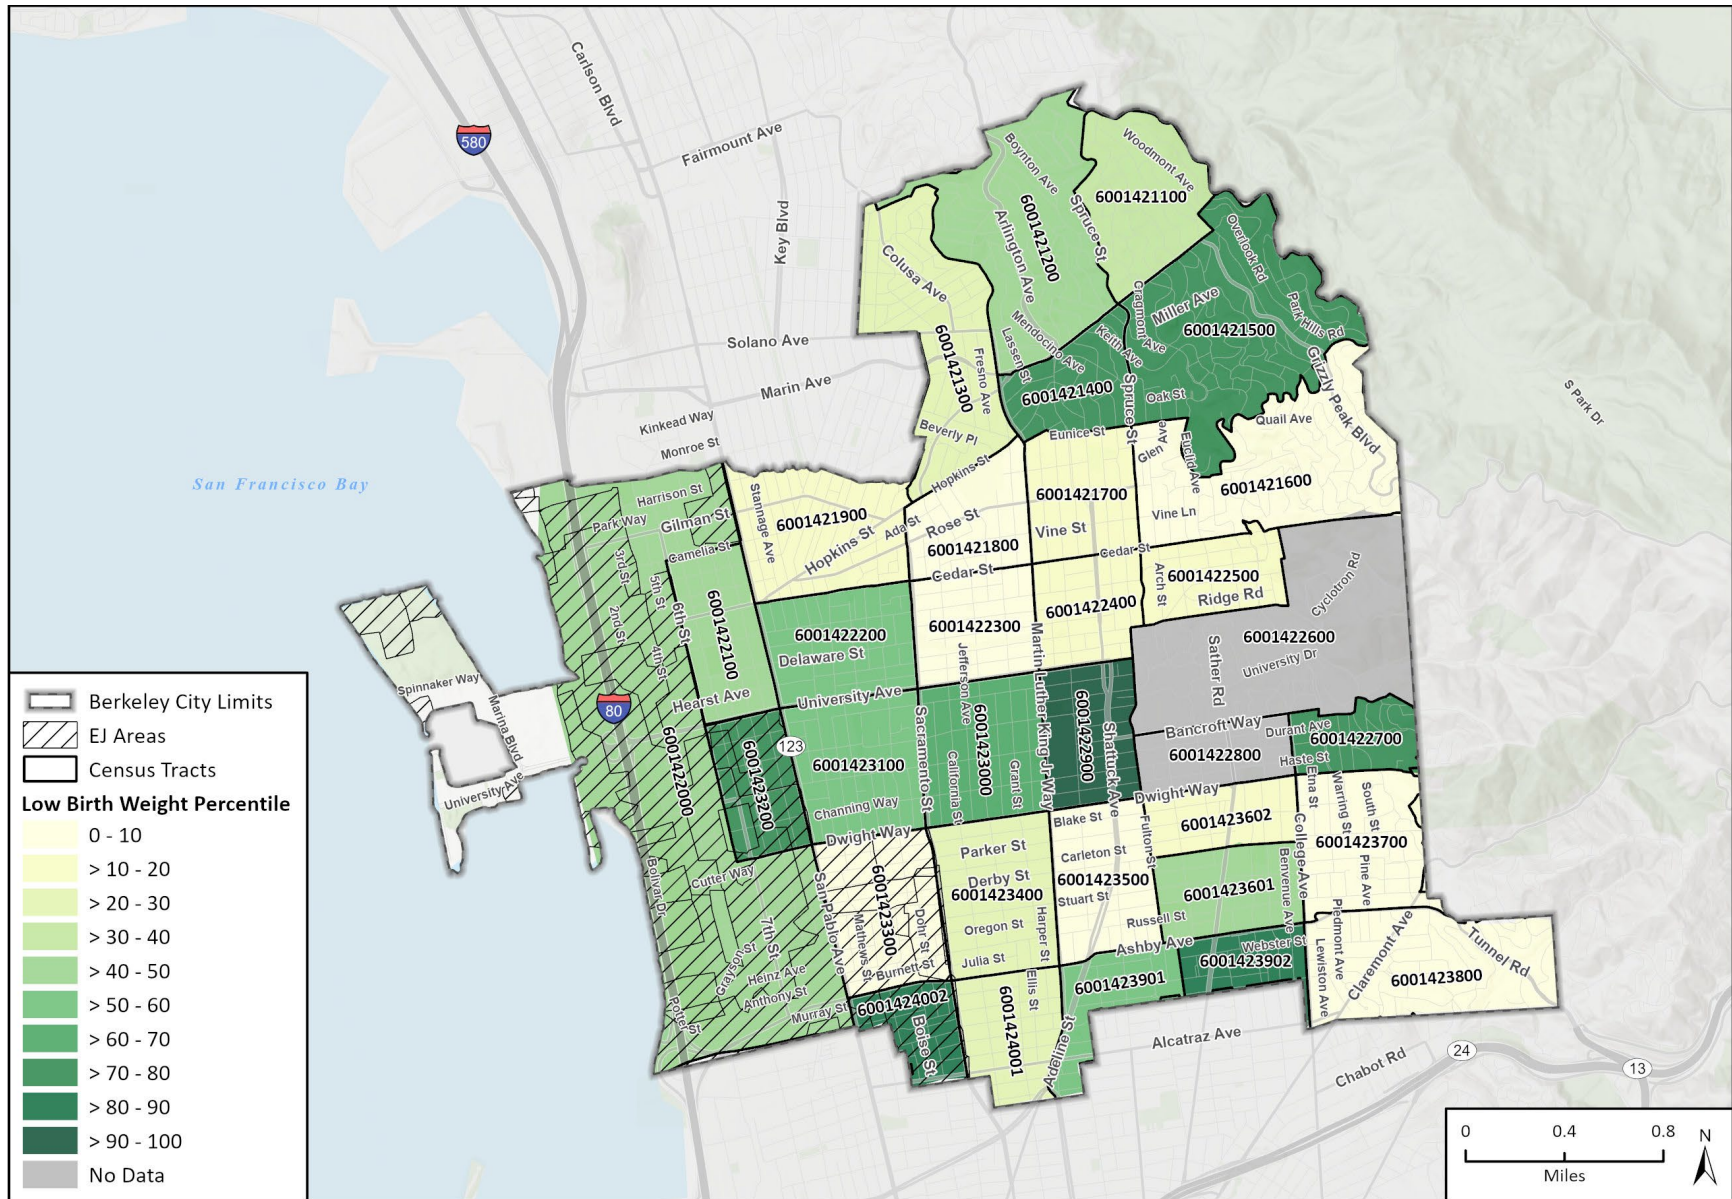 Carlson Blvd
580
Fairmount Ave
Key Blvd
Solano Ave
Marin Ave
Kinkead Way
Monroe St
San Francisco Bay
Boynton Ave
Woodmont Ave
6001421100
Spruce St
6001421200
Arlington Ave
Colusa Ave
Overlook Rd
Park Hills Rd
Cragmont Ave
Miller Ave
6001421500
Keith Ave
Mendocino Ave
Lassen St
Fresno Ave
6001421300
6001421400
Spruce St
Oak St
Grizzly Peak Blvd
Quail Ave
S Park Dr
Beverly Pl
Eunice St
Glen Ave
Euclid Ave
Hopkins St
6001421700
6001421600
Vine Ln
Vine St
Harrison St
Park Way
Gilman St
Camelia St
Stannage Ave
6001421900
Hopkins St
Ada St
Rose St
6001421800
Cedar St
Cedar St
3rd St
5th St
2nd St
4th St
6th St
6001422100
Arch St
6001422500
Ridge Rd
Cyclotron Rd
6001422400
6001422300
6001422200
Delaware St
6001422600
University Dr
Sather Rd
Jefferson Ave
Martin Luther King Jr Way
Spinnaker Way
Marina Blvd
University Ave
80
Hearst Ave
University Ave
6001422000
6001423200
123
6001423100
Sacramento St
California St
6001423000
Grant St
6001422900
Shattuck Ave
Bancroft Way
6001422800
Durant Ave
6001422700
Haste St
Channing Way
Dwight Way
Dwight Way
Etna St
Warring St
South St
Blake St
Fulton St
6001423602
College Ave
6001423700
Pine Ave
Parker St
Carleton St
Derby St
6001423400
6001423500
Stuart St
6001423601
Benvenue Ave
Cutter Way
Bolivar Dr
San Pablo Ave
6001423300
Mathews St
Dohr St
Oregon St
Harper St
Russell St
Piedmont Ave
7th St
Grayson St
Heinz Ave
Anthony St
Burnett St
Julia St
Ashby Ave
Webster St
6001423902
Lewiston Ave
Claremont Ave
Tunnel Rd
6001423800
Potter St
Murray St
6001424002
Boise St
Ellis St
6001424001
6001423901
Adeline St
Alcatraz Ave
Chabot Rd
24
13
Berkeley City Limits
EJ Areas
Census Tracts
Low Birth Weight Percentile
0 - 10
> 10 - 20
> 20 - 30
> 30 - 40
> 40 - 50
> 50 - 60
> 60 - 70
> 70 - 80
> 80 - 90
> 90 - 100
No Data
0 0.4 0.8
Miles
N